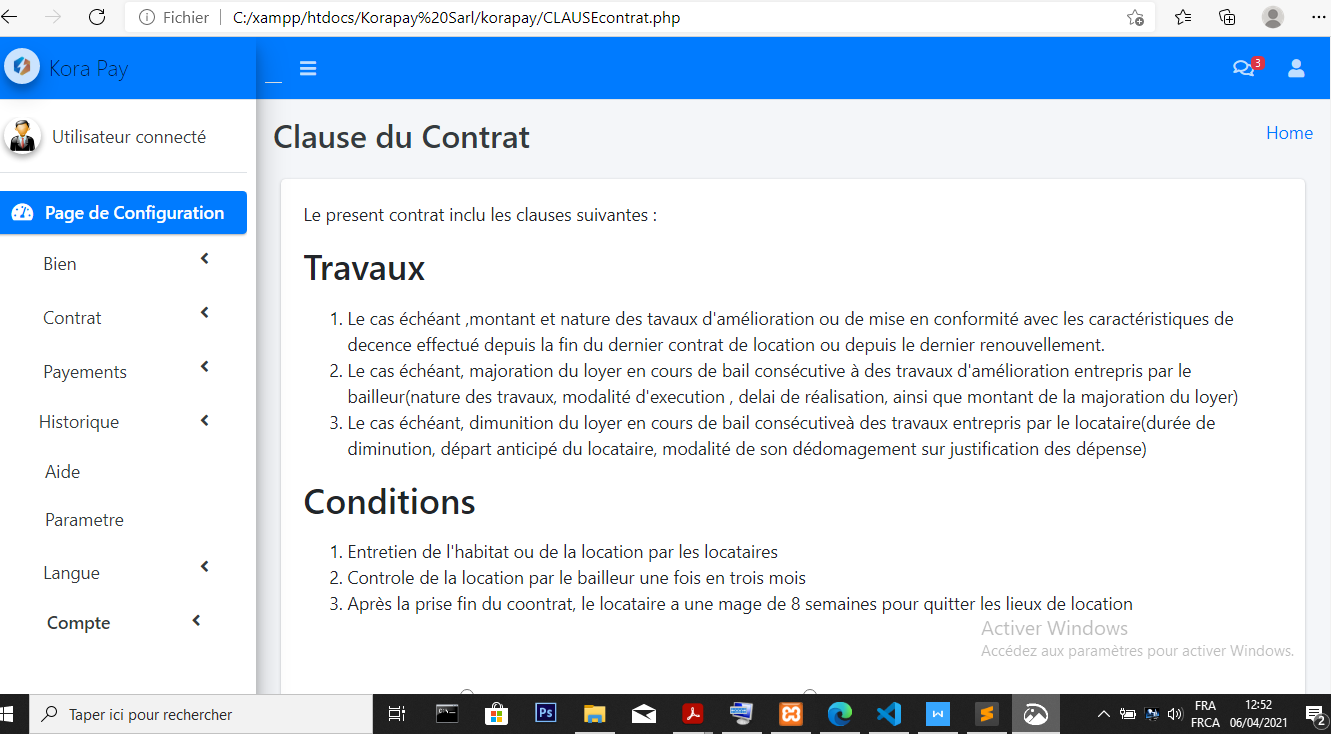 Fichier C:/xampp/htdocs/Korapay%20Sarl/korapay/CLAUSEcontrat.php
Kora Pay
3
Utilisateur connecté
Clause du Contrat
Home
Page de Configuration
Bien
Contrat
Payements
Historique
Aide
Parametre
Langue
Compte
Le present contrat inclu les clauses suivantes :
Travaux
1. Le cas échéant ,montant et nature des tavaux d'amélioration ou de mise en conformité avec les caractéristiques de
decence effectué depuis la fin du dernier contrat de location ou depuis le dernier renouvellement.
2. Le cas échéant, majoration du loyer en cours de bail consécutive à des travaux d'amélioration entrepris par le
bailleur(nature des travaux, modalité d'execution , delai de réalisation, ainsi que montant de la majoration du loyer)
3. Le cas échéant, dimunition du loyer en cours de bail consécutiveà des travaux entrepris par le locataire(durée de
diminution, départ anticipé du locataire, modalité de son dédomagement sur justification des dépense)
Conditions
1. Entretien de l'habitat ou de la location par les locataires
2. Controle de la location par le bailleur une fois en trois mois
3. Après la prise fin du coontrat, le locataire a une mage de 8 semaines pour quitter les lieux de location
Activer Windows
Accédez aux paramètres pour activer Windows.
Taper ici pour rechercher
Ps
W
FRA
FRCA
12:52
06/04/2021
2